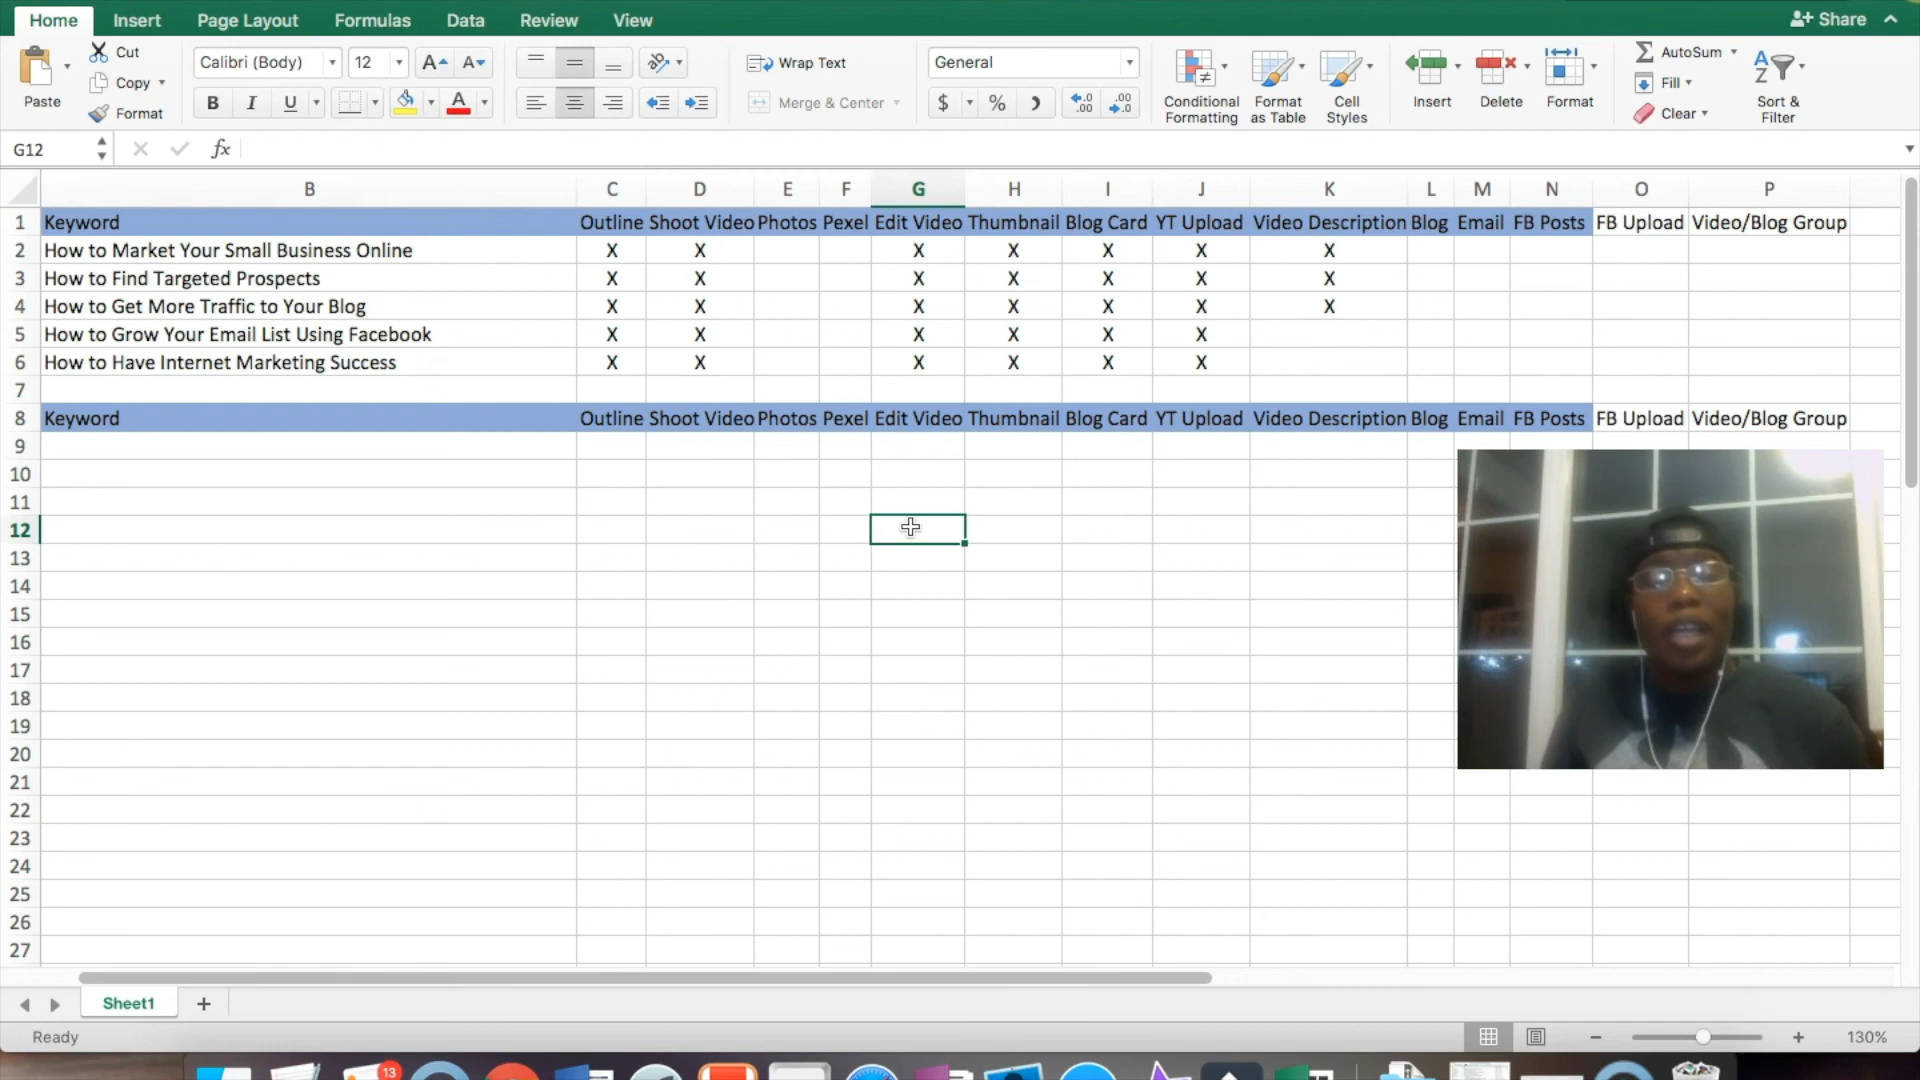 Home Insert Page Layout Formulas Data Review View Share
Cut Calibri (Body) 12 A A Wrap Text General AutoSum
Copy Fill
Paste Format B I U A Merge & Center $ % .0 .00 .00 .0 Conditional Formatting Format as Table Cell Styles Insert Delete Format Clear Sort & Filter
G12 fx
B C D E F G H I J K L M N O P
1 Keyword Outline Shoot Video Photos Pexel Edit Video Thumbnail Blog Card YT Upload Video Description Blog Email FB Posts FB Upload Video/Blog Group
2 How to Market Your Small Business Online X X X X X X X
3 How to Find Targeted Prospects X X X X X X X
4 How to Get More Traffic to Your Blog X X X X X X X
5 How to Grow Your Email List Using Facebook X X X X X X
6 How to Have Internet Marketing Success X X X X X X
7
8 Keyword Outline Shoot Video Photos Pexel Edit Video Thumbnail Blog Card YT Upload Video Description Blog Email FB Posts FB Upload Video/Blog Group
9
10
11
12
13
14
15
16
17
18
19
20
21
22
23
24
25
26
27
Sheet1 +
Ready 130%
13